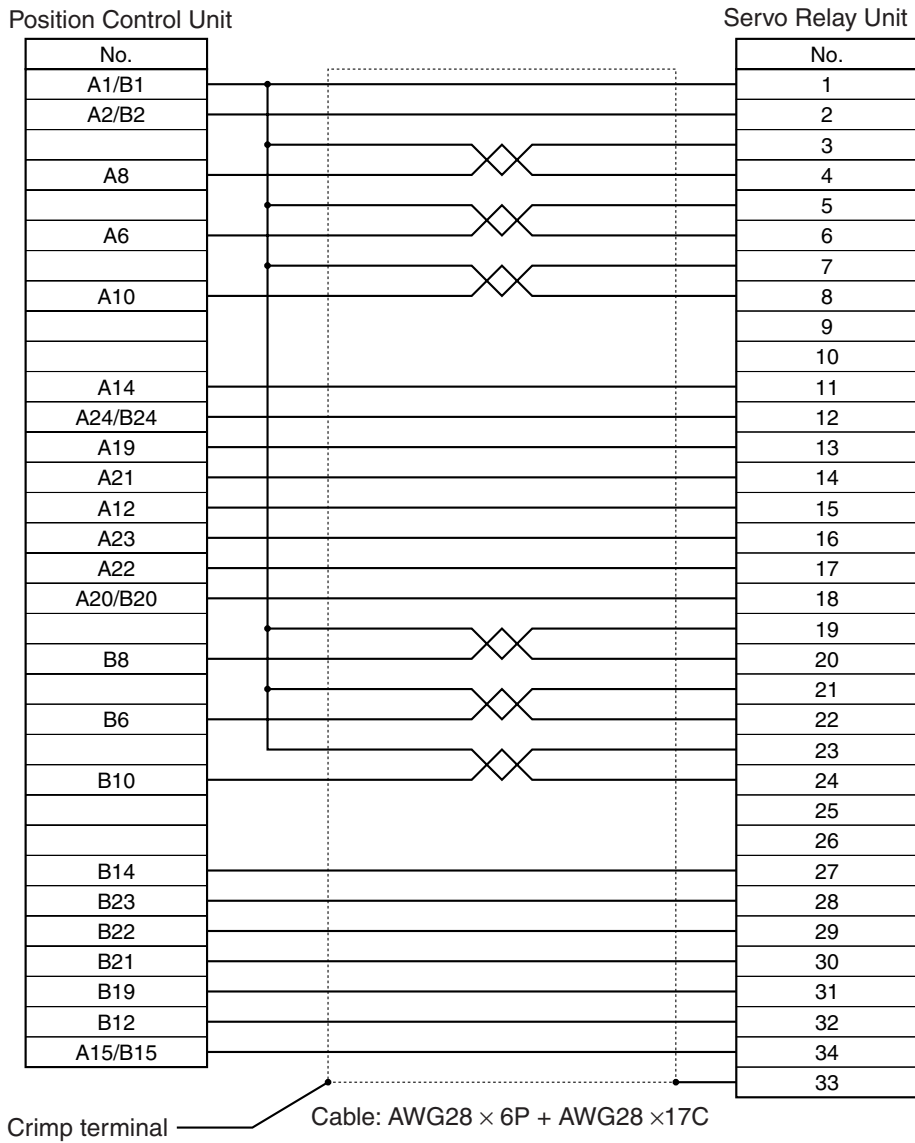 Position Control Unit
Servo Relay Unit
No. No.
A1/B1 1
A2/B2 2
3
A8 4
5
A6 6
7
A10 8
9
10
A14 11
A24/B24 12
A19 13
A21 14
A12 15
A23 16
A22 17
A20/B20 18
19
B8 20
21
B6 22
23
B10 24
25
26
B14 27
B23 28
B22 29
B21 30
B19 31
B12 32
A15/B15 34
33
Crimp terminal
Cable: AWG28 × 6P + AWG28 ×17C